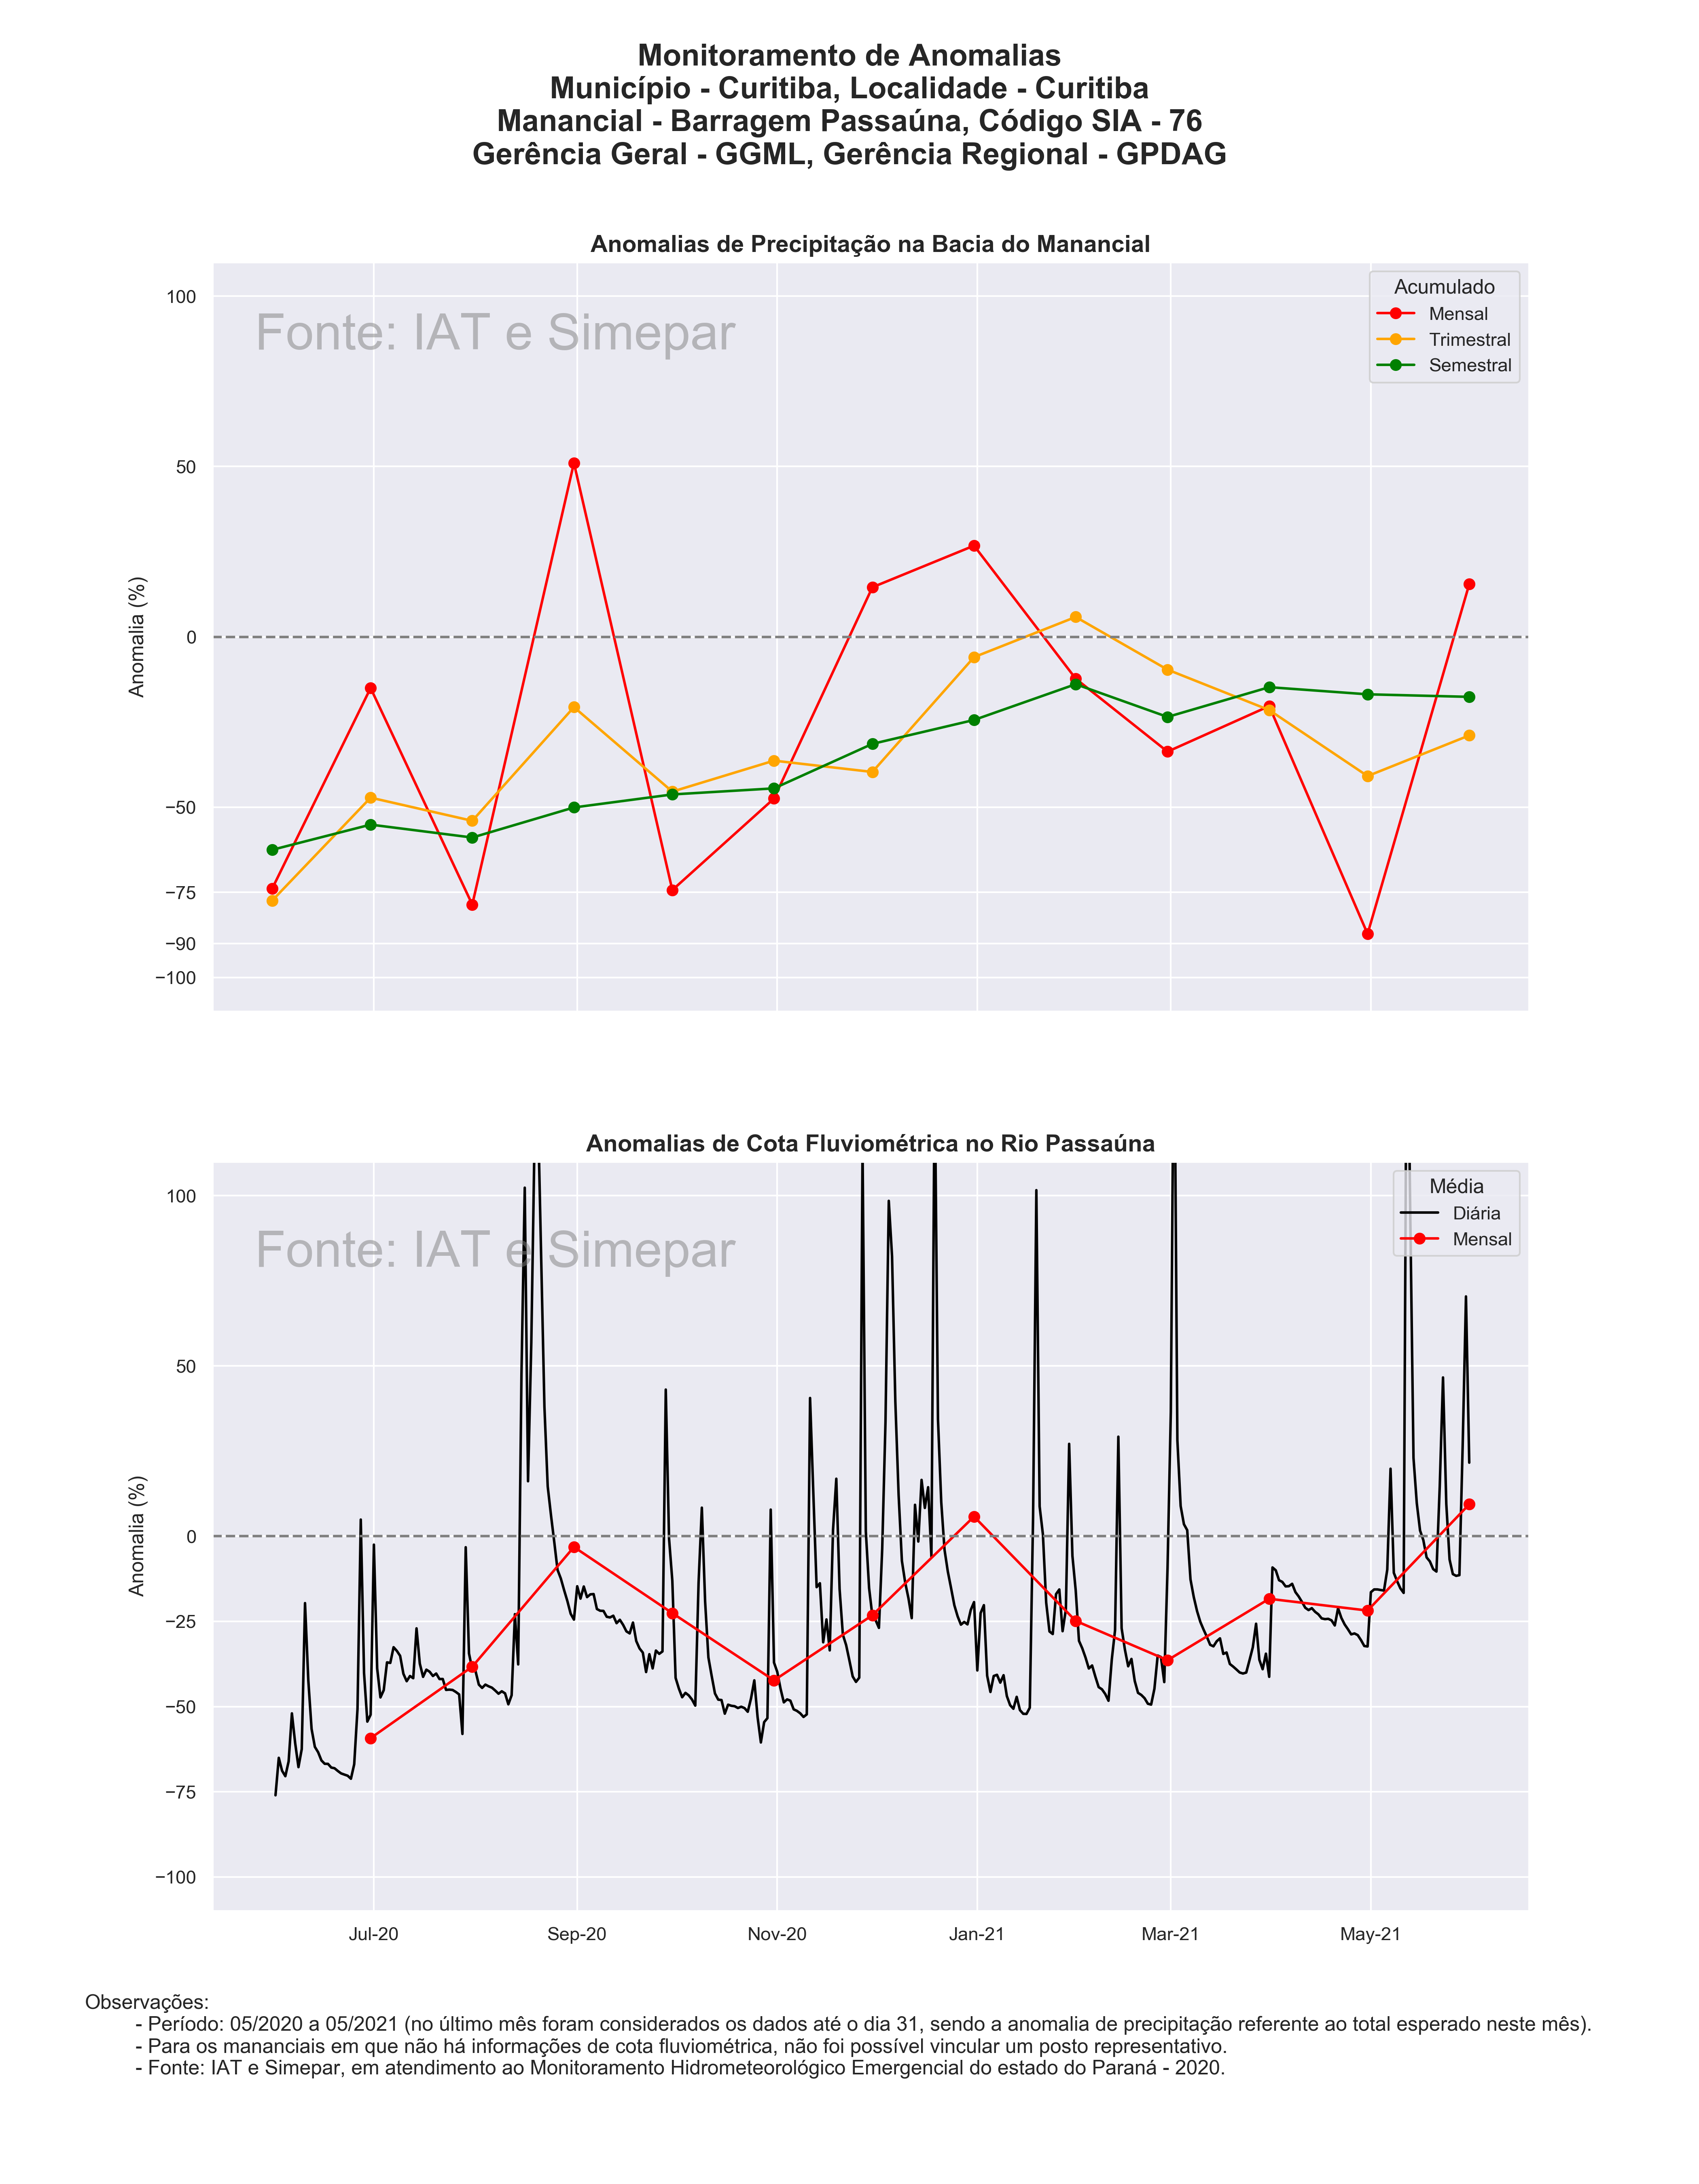 Monitoramento de Anomalias
Município - Curitiba, Localidade - Curitiba
Manancial - Barragem Passaúna, Código SIA - 76
Gerência Geral - GGML, Gerência Regional - GPDAG
Anomalias de Precipitação na Bacia do Manancial
Fonte: IAT e Simepar
Acumulado
Mensal
Trimestral
Semestral
Anomalia (%)
100
50
0
−50
−75
−90
−100
Anomalias de Cota Fluviométrica no Rio Passaúna
Fonte: IAT e Simepar
Média
Diária
Mensal
Anomalia (%)
100
50
0
−25
−50
−75
−100
Jul-20 Sep-20 Nov-20 Jan-21 Mar-21 May-21
Observações:
- Período: 05/2020 a 05/2021 (no último mês foram considerados os dados até o dia 31, sendo a anomalia de precipitação referente ao total esperado neste mês).
- Para os mananciais em que não há informações de cota fluviométrica, não foi possível vincular um posto representativo.
- Fonte: IAT e Simepar, em atendimento ao Monitoramento Hidrometeorológico Emergencial do estado do Paraná - 2020.